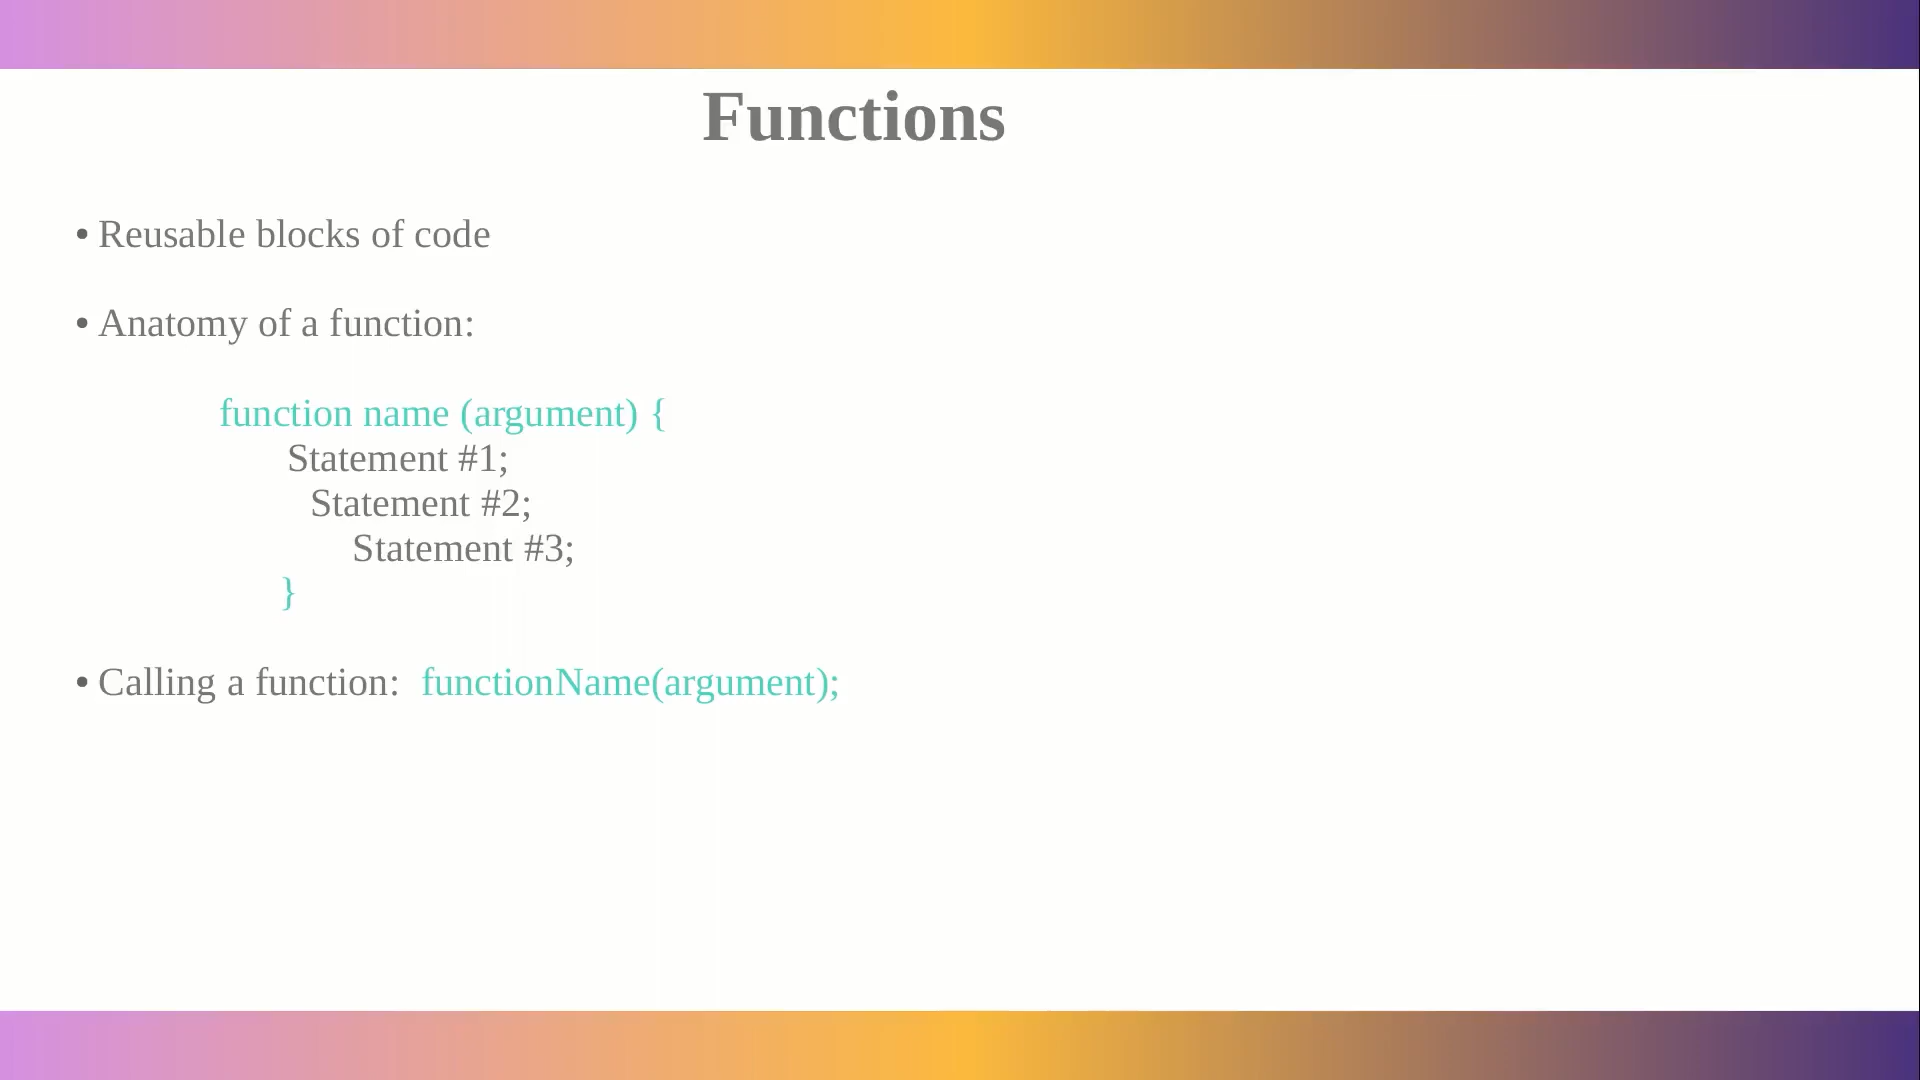 Functions
• Reusable blocks of code
• Anatomy of a function:
function name (argument) {
Statement #1;
Statement #2;
Statement #3;
}
• Calling a function: functionName(argument);